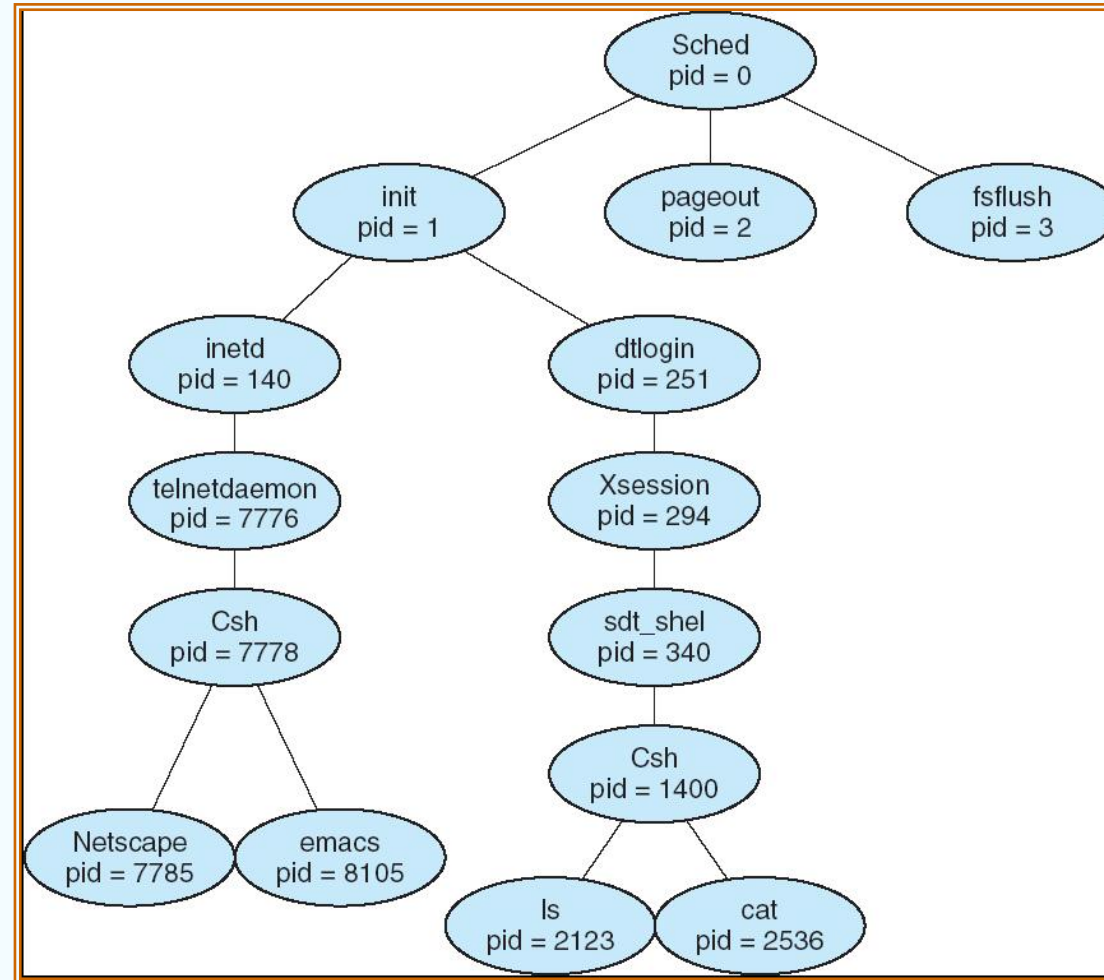 Sched
pid = 0
init
pid = 1
pageout
pid = 2
fsflush
pid = 3
inetd
pid = 140
dtlogin
pid = 251
telnetdaemon
pid = 7776
Xsession
pid = 294
Csh
pid = 7778
sdt_shel
pid = 340
Csh
pid = 1400
Netscape
pid = 7785
emacs
pid = 8105
ls
pid = 2123
cat
pid = 2536